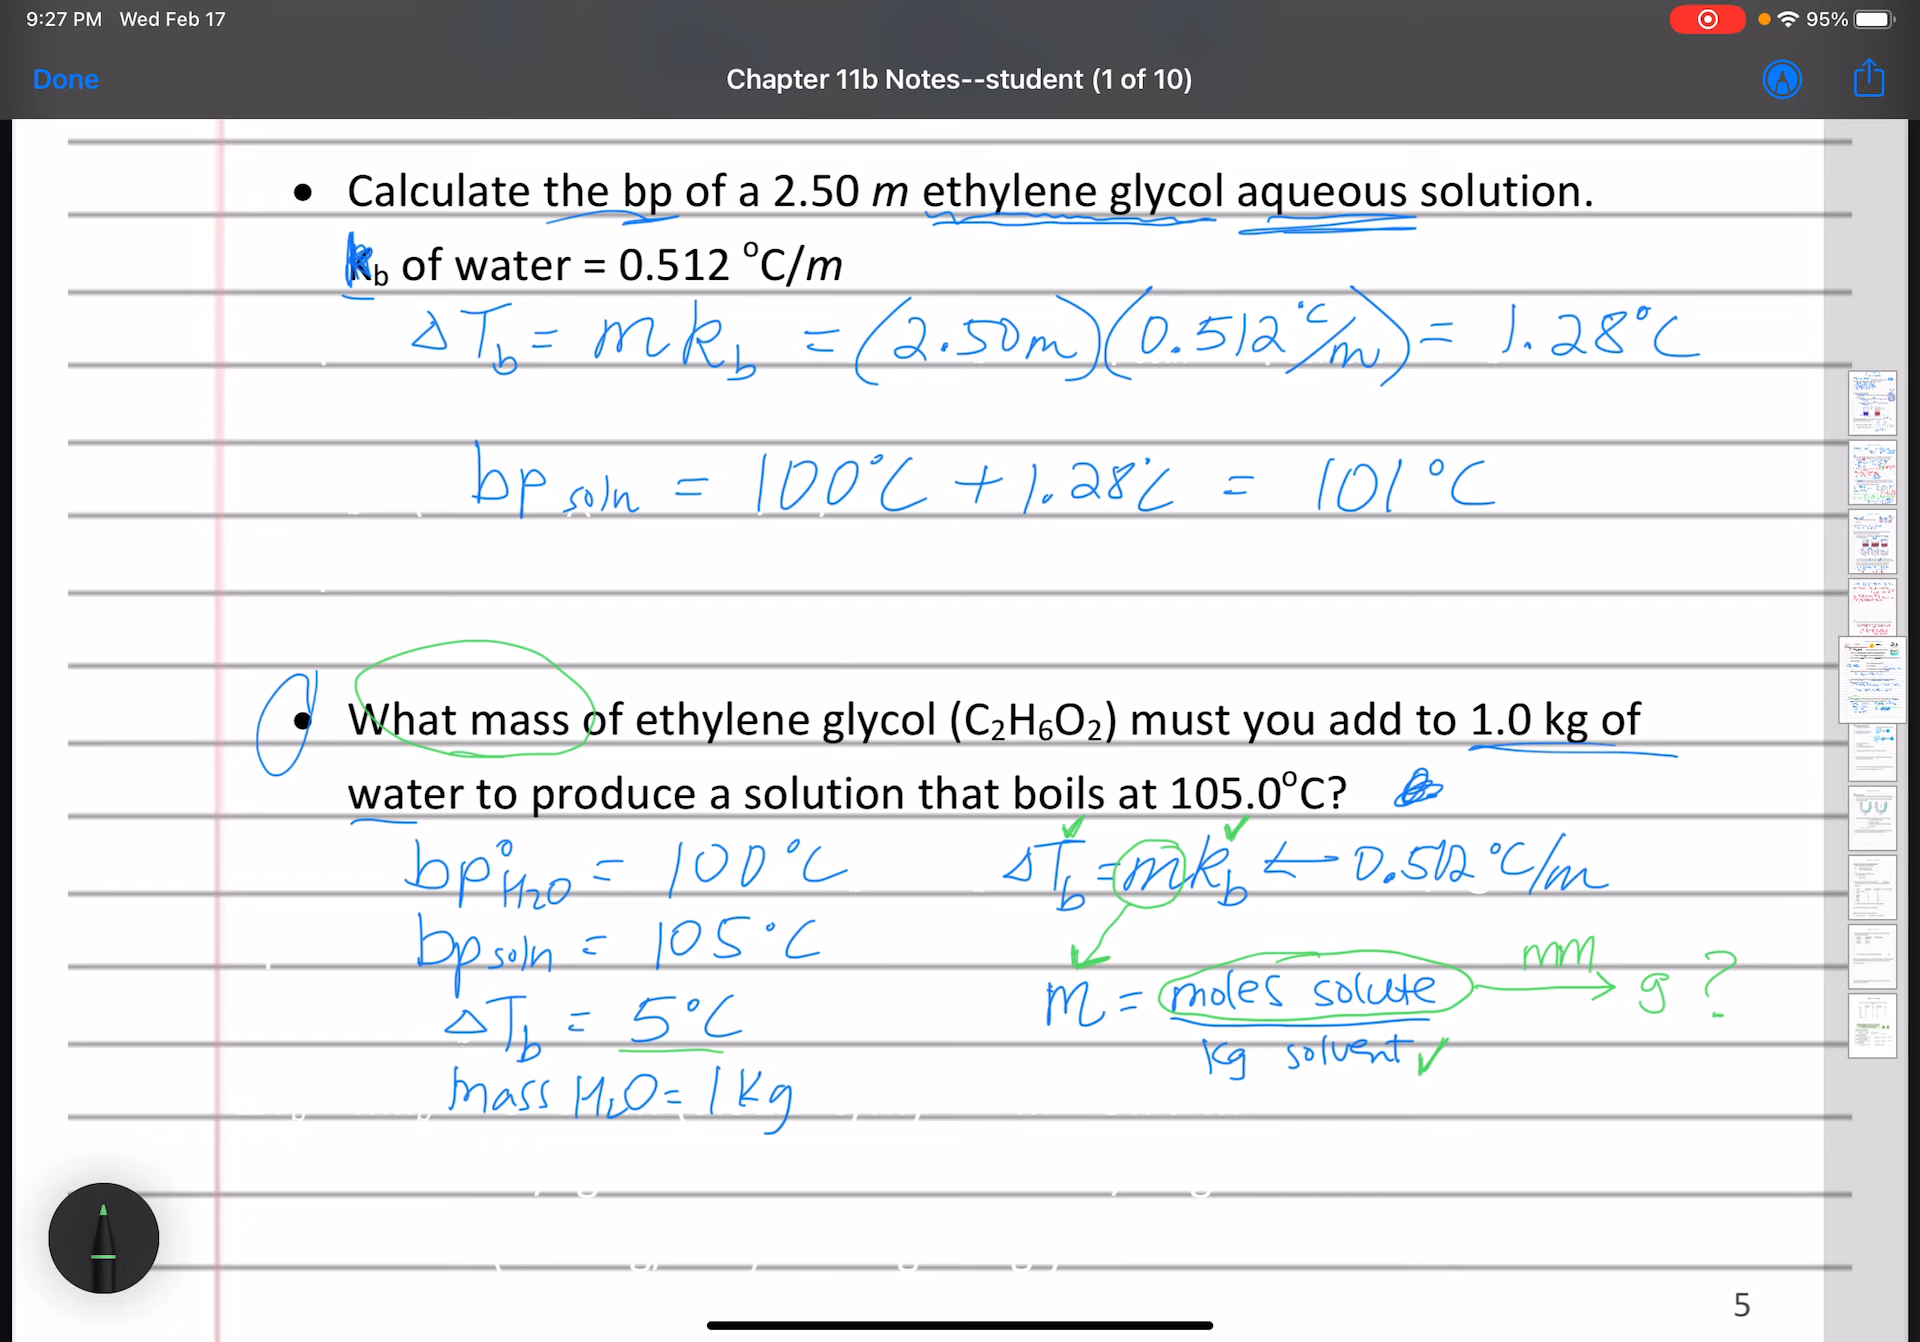 9:27 PM Wed Feb 17
95%
Done
Chapter 11b Notes--student (1 of 10)
• Calculate the bp of a 2.50 m ethylene glycol aqueous solution.
kb of water = 0.512 °C/m
ΔTb = m kb = (2.50m)(0.512 °C/m) = 1.28°C
bp soln = 100°C + 1.28°C = 101°C
• What mass of ethylene glycol (C₂H₆O₂) must you add to 1.0 kg of
water to produce a solution that boils at 105.0°C?
bp°H₂O = 100°C
ΔTb = mkb ← 0.512 °C/m
bp soln = 105°C
m = moles solute / kg solvent ✓
mm → g ?
ΔTb = 5°C
mass H₂O = 1 kg
5